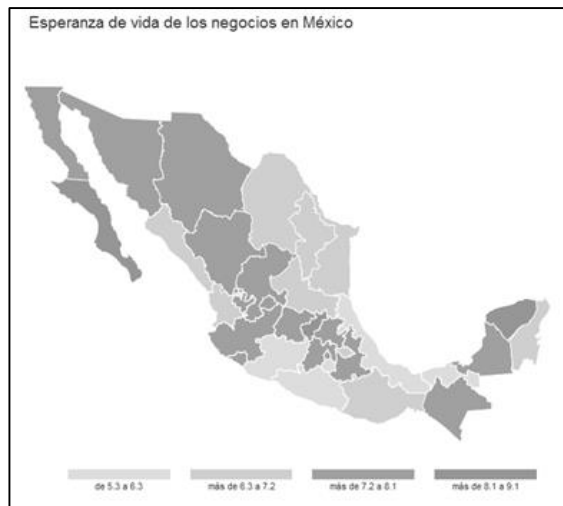 Esperanza de vida de los negocios en México
de 5.3 a 6.3
más de 6.3 a 7.2
más de 7.2 a 8.1
más de 8.1 a 9.1